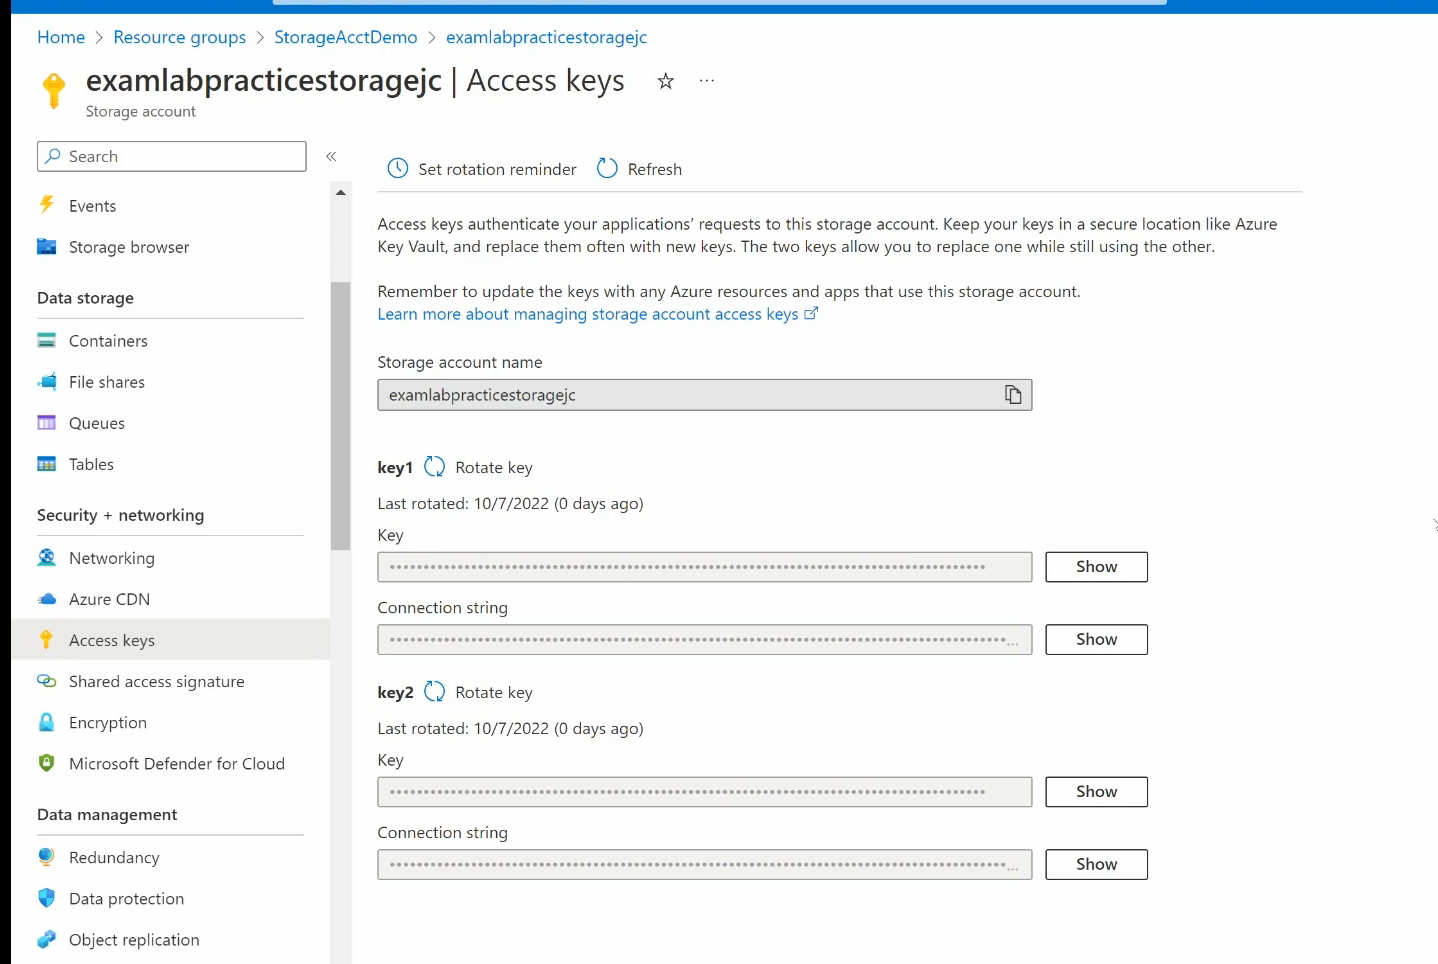 Home > Resource groups > StorageAcctDemo > examlabpracticestoragejc
examlabpracticestoragejc | Access keys ☆ ...
Storage account
Search «
Events
Storage browser
Data storage
Containers
File shares
Queues
Tables
Security + networking
Networking
Azure CDN
Access keys
Shared access signature
Encryption
Microsoft Defender for Cloud
Data management
Redundancy
Data protection
Object replication
Set rotation reminder Refresh
Access keys authenticate your applications' requests to this storage account. Keep your keys in a secure location like Azure
Key Vault, and replace them often with new keys. The two keys allow you to replace one while still using the other.
Remember to update the keys with any Azure resources and apps that use this storage account.
Learn more about managing storage account access keys
Storage account name
examlabpracticestoragejc
key1 Rotate key
Last rotated: 10/7/2022 (0 days ago)
Key
Show
Connection string
... Show
key2 Rotate key
Last rotated: 10/7/2022 (0 days ago)
Key
Show
Connection string
... Show